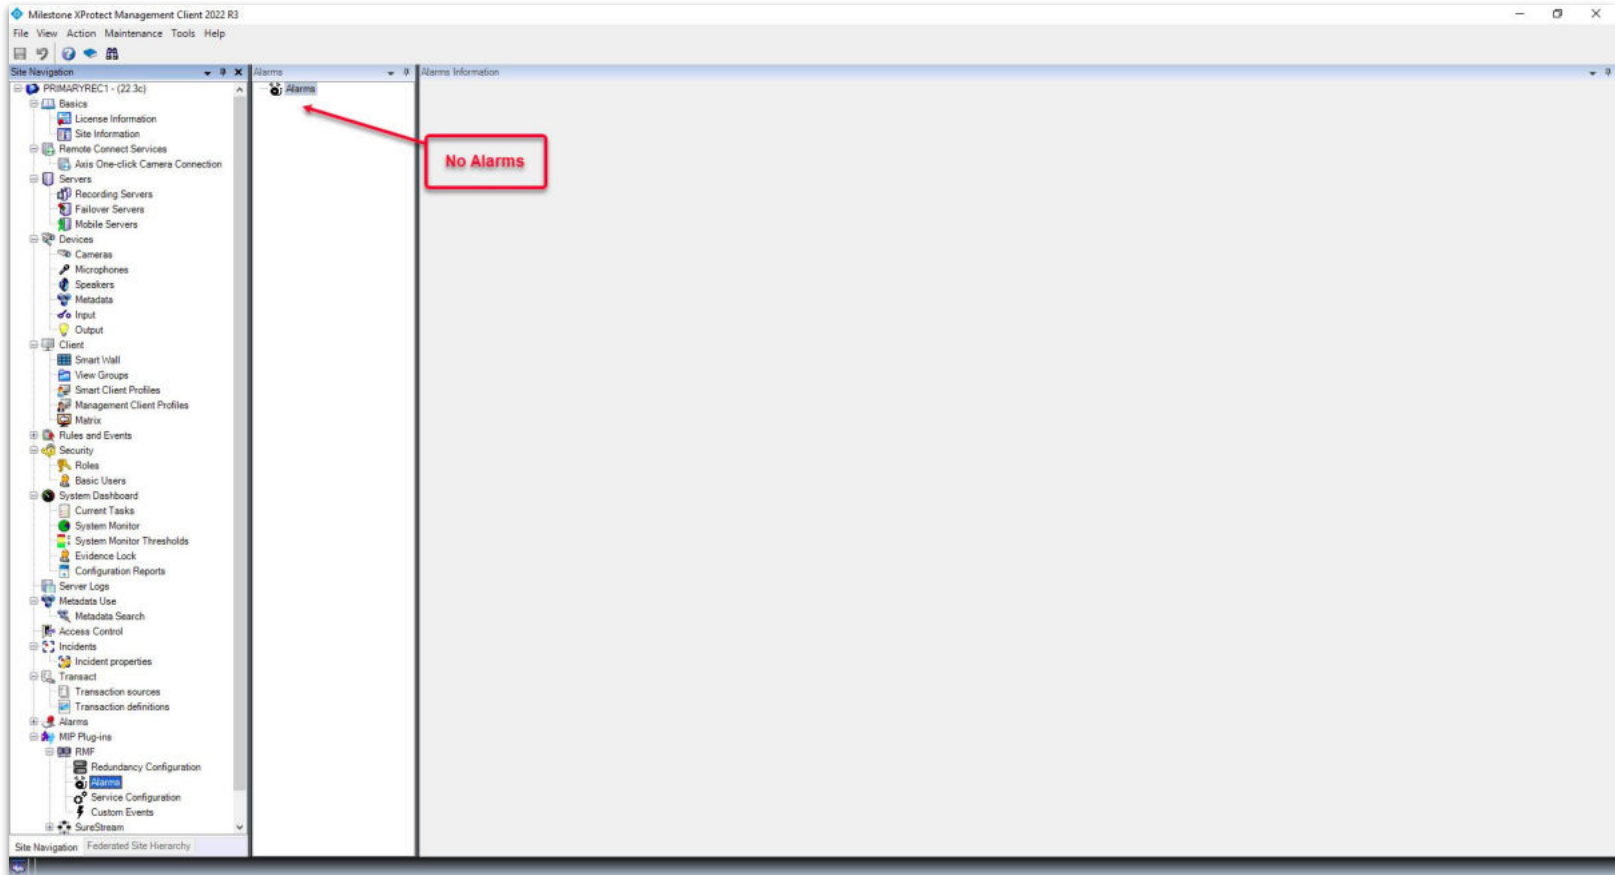 Milestone XProtect Management Client 2022 R3
File View Action Maintenance Tools Help
Site Navigation
Alarms
Alarms Information
PRIMARYREC1 - (22.3c)
Alarms
Basics
License Information
Site Information
Remote Connect Services
Axis One-click Camera Connection
No Alarms
Servers
Recording Servers
Failover Servers
Mobile Servers
Devices
Cameras
Microphones
Speakers
Metadata
Input
Output
Client
Smart Wall
View Groups
Smart Client Profiles
Management Client Profiles
Matrix
Rules and Events
Security
Roles
Basic Users
System Dashboard
Current Tasks
System Monitor
System Monitor Thresholds
Evidence Lock
Configuration Reports
Server Logs
Metadata Use
Metadata Search
Access Control
Incidents
Incident properties
Transact
Transaction sources
Transaction definitions
Alarms
MIP Plug-ins
RMF
Redundancy Configuration
Alarms
Service Configuration
Custom Events
SureStream
Site Navigation Federated Site Hierarchy